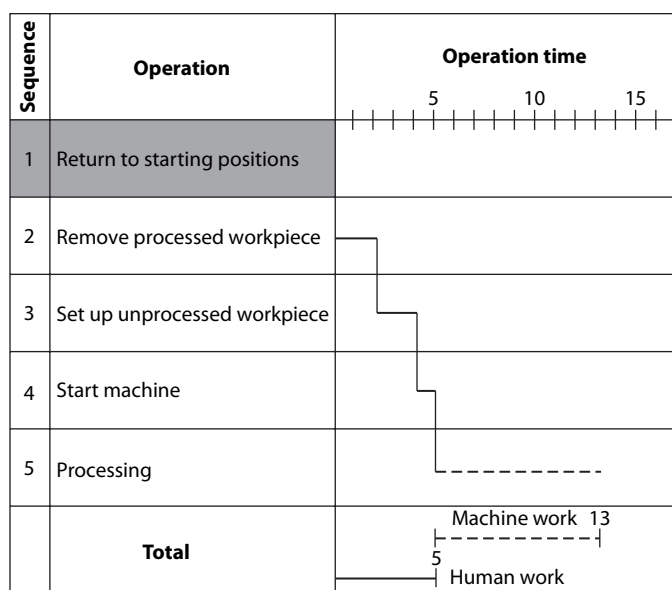 Sequence
Operation
Operation time
5 10 15
1 Return to starting positions
2 Remove processed workpiece
3 Set up unprocessed workpiece
4 Start machine
5 Processing
Total
Machine work 13
5
Human work